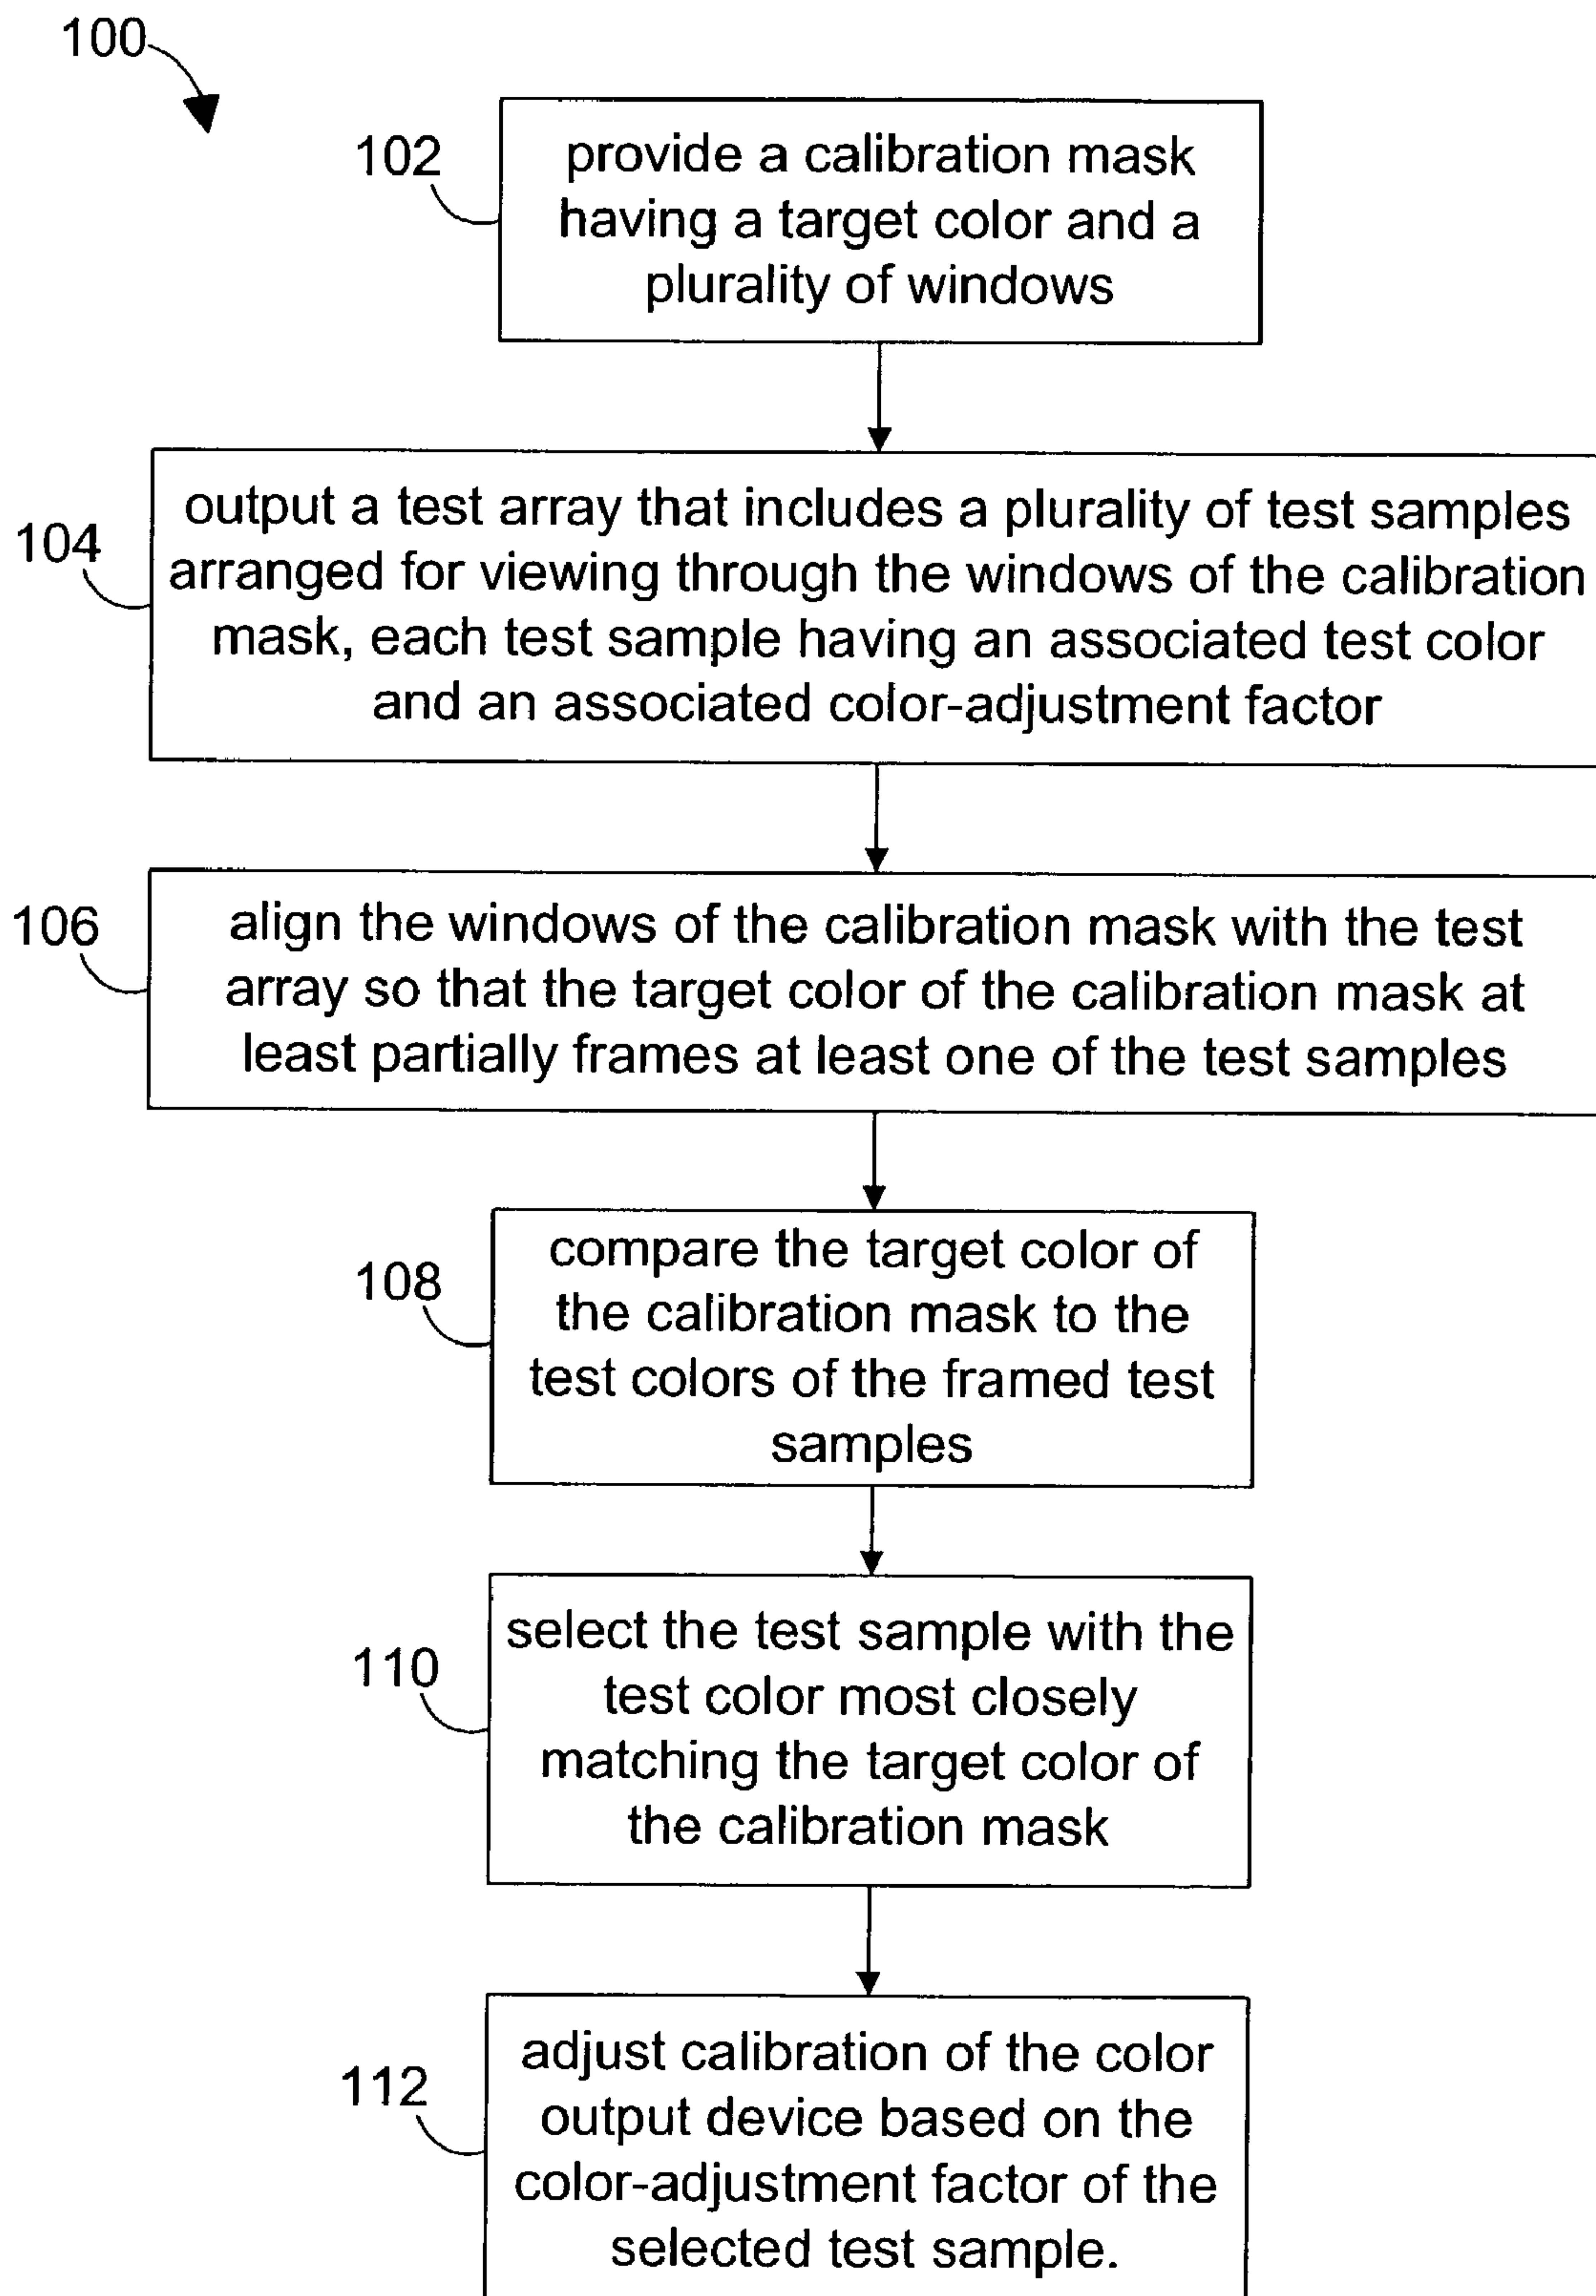 100
102
provide a calibration mask
having a target color and a
plurality of windows
104
output a test array that includes a plurality of test samples
arranged for viewing through the windows of the calibration
mask, each test sample having an associated test color
and an associated color-adjustment factor
106
align the windows of the calibration mask with the test
array so that the target color of the calibration mask at
least partially frames at least one of the test samples
108
compare the target color of
the calibration mask to the
test colors of the framed test
samples
110
select the test sample with the
test color most closely
matching the target color of
the calibration mask
112
adjust calibration of the color
output device based on the
color-adjustment factor of the
selected test sample.